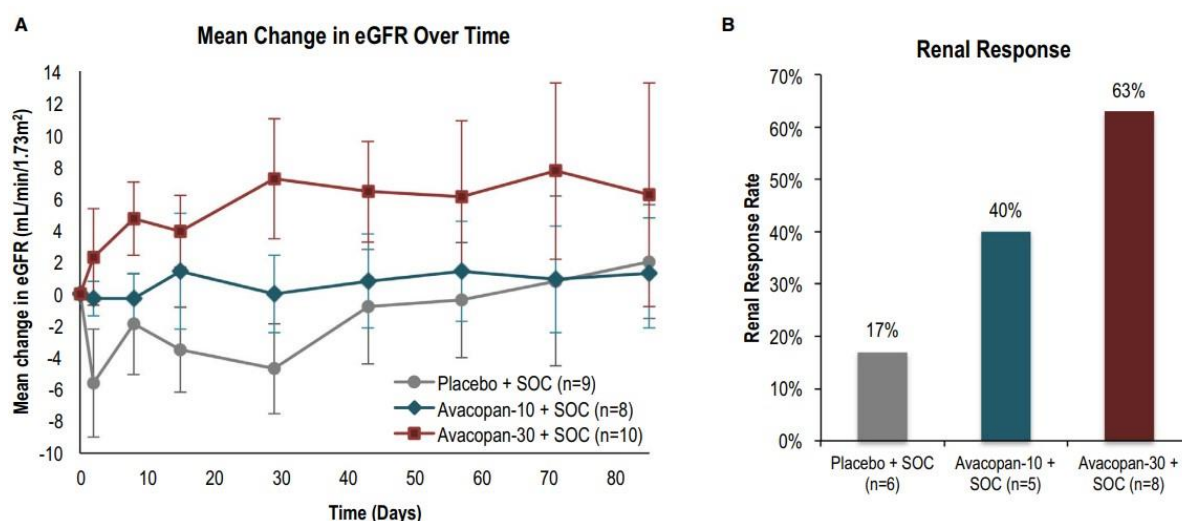 A
Mean Change in eGFR Over Time
Mean change in eGFR (mL/min/1.73m²)
14
12
10
8
6
4
2
0
-2
-4
-6
-8
-10
0
10
20
30
40
50
60
70
80
Time (Days)
Placebo + SOC (n=9)
Avacopan-10 + SOC (n=8)
Avacopan-30 + SOC (n=10)
B
Renal Response
Renal Response Rate
70%
60%
50%
40%
30%
20%
10%
0%
17%
40%
63%
Placebo + SOC
(n=6)
Avacopan-10 +
SOC (n=5)
Avacopan-30 +
SOC (n=8)